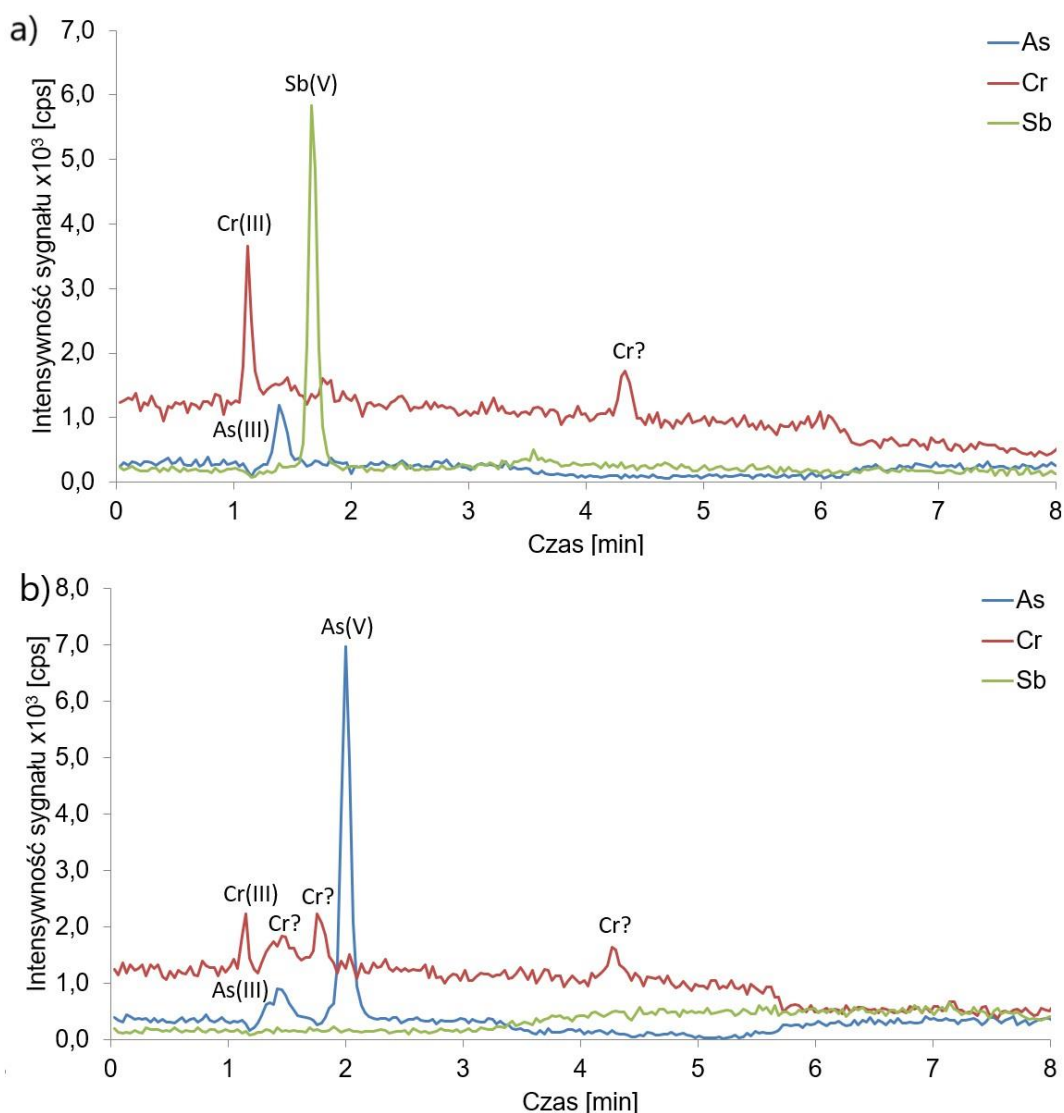 a)
7,0
6,0
5,0
4,0
3,0
2,0
1,0
0,0
Intensywność sygnału x10³ [cps]
As
Cr
Sb
Sb(V)
Cr(III)
As(III)
Cr?
0 1 2 3 4 5 6 7 8
Czas [min]
b)
8,0
7,0
6,0
5,0
4,0
3,0
2,0
1,0
0,0
Intensywność sygnału x10³ [cps]
As
Cr
Sb
As(V)
Cr(III)
Cr?
Cr?
Cr?
As(III)
0 1 2 3 4 5 6 7 8
Czas [min]